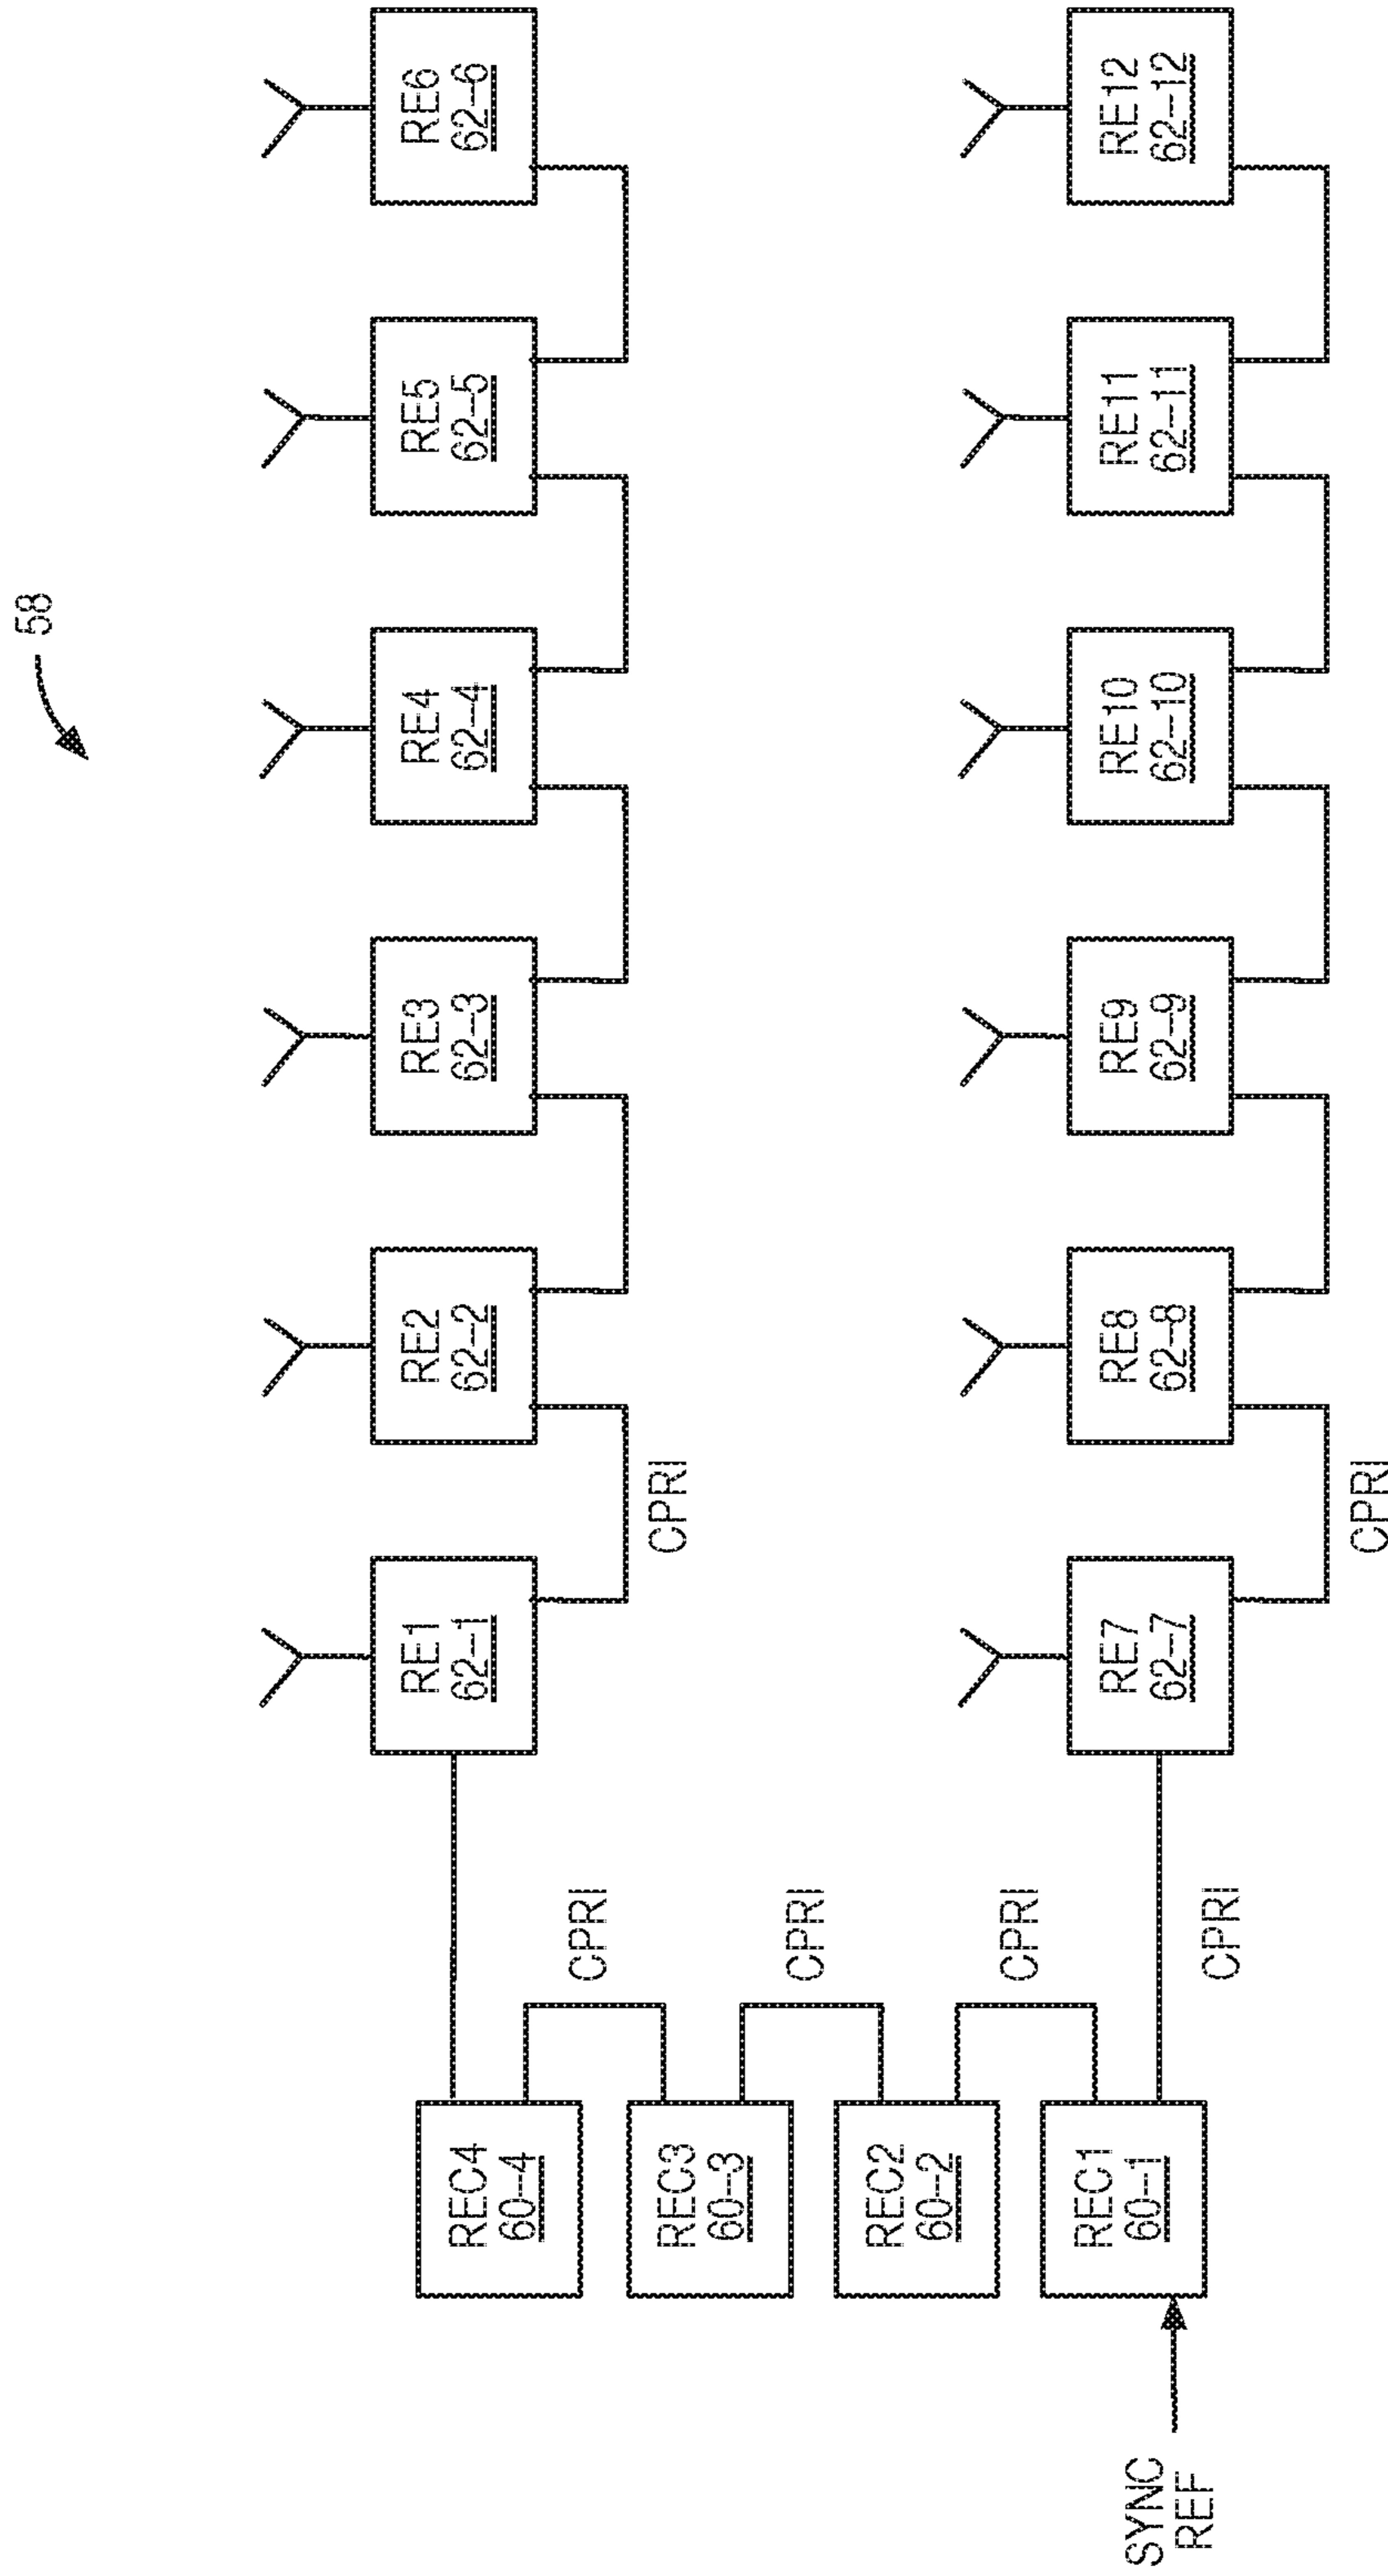 58
RE1
62-1
RE2
62-2
RE3
62-3
RE4
62-4
RE5
62-5
RE6
62-6
CPRI
REC4
60-4
CPRI
REC3
60-3
CPRI
REC2
60-2
CPRI
REC1
60-1
CPRI
SYNC
REF
RE7
62-7
RE8
62-8
RE9
62-9
RE10
62-10
RE11
62-11
RE12
62-12
CPRI